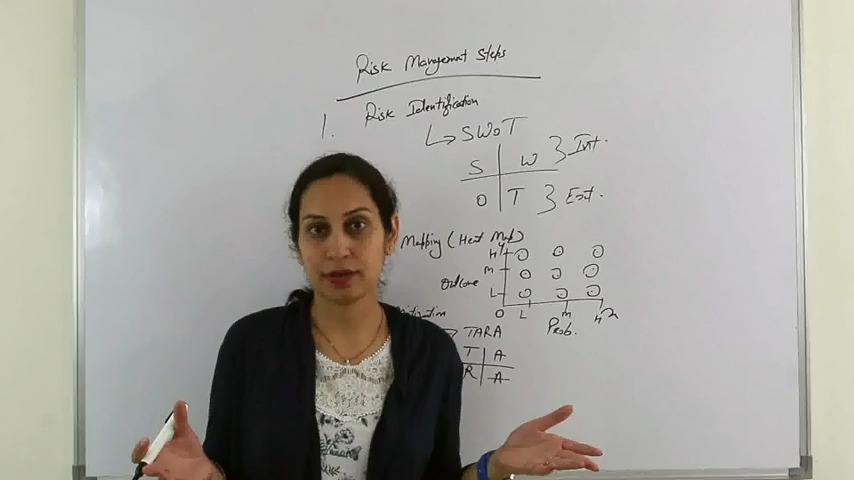 Risk Management Steps
1. Risk Identification
SWOT
S W } Int.
O T } Ext.
Mapping (Heat Map)
H
M
Outcome
L
O L M H
Prob.
TARA
T A
R A